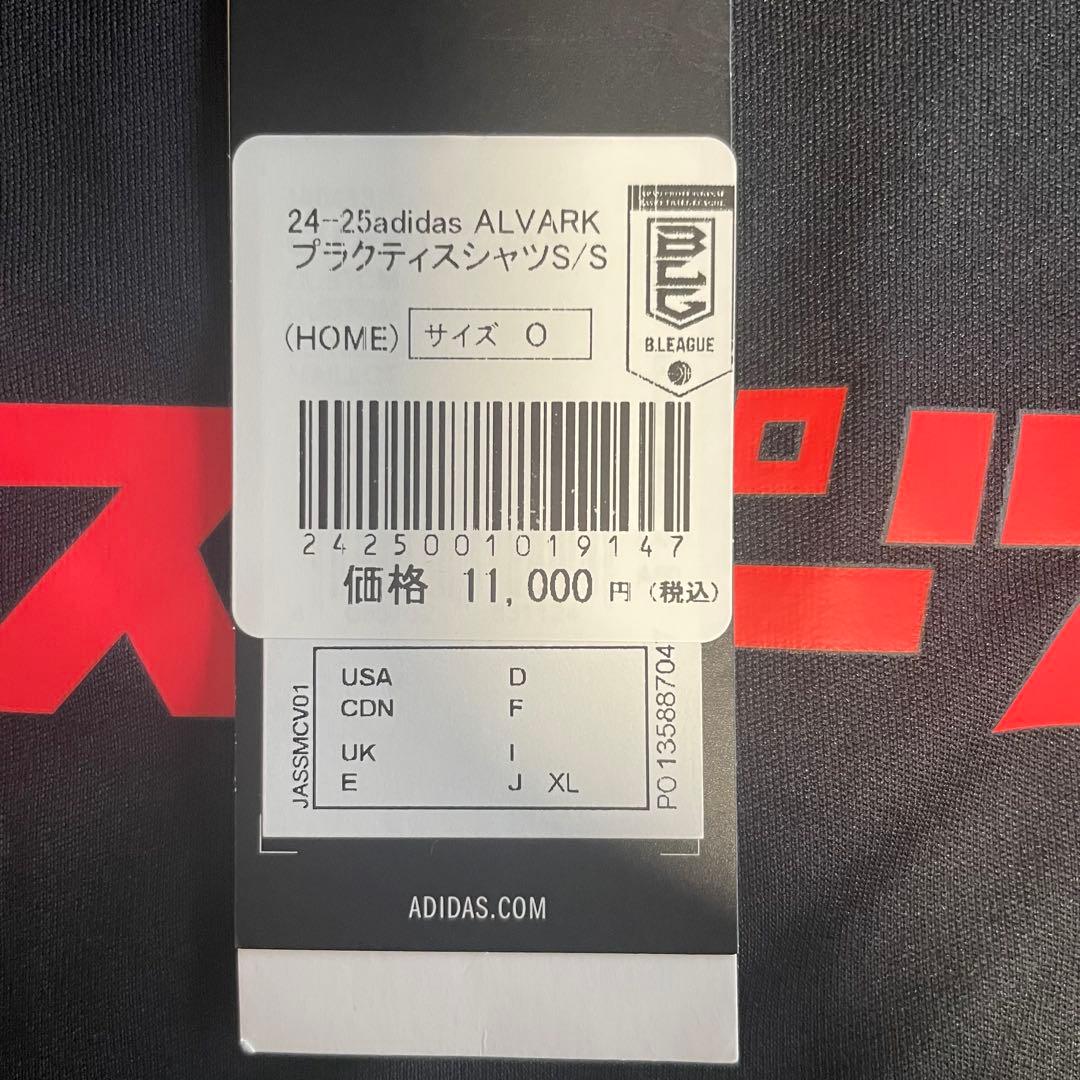 24-25adidas ALVARK
プラクティスシャツS/S
(HOME) サイズ O
B.LEAGUE
2425001019147
価格 11,000 円 (税込)
USA D
CDN F
UK I
E J XL
JASSMCV01
PO 13588704
ADIDAS.COM